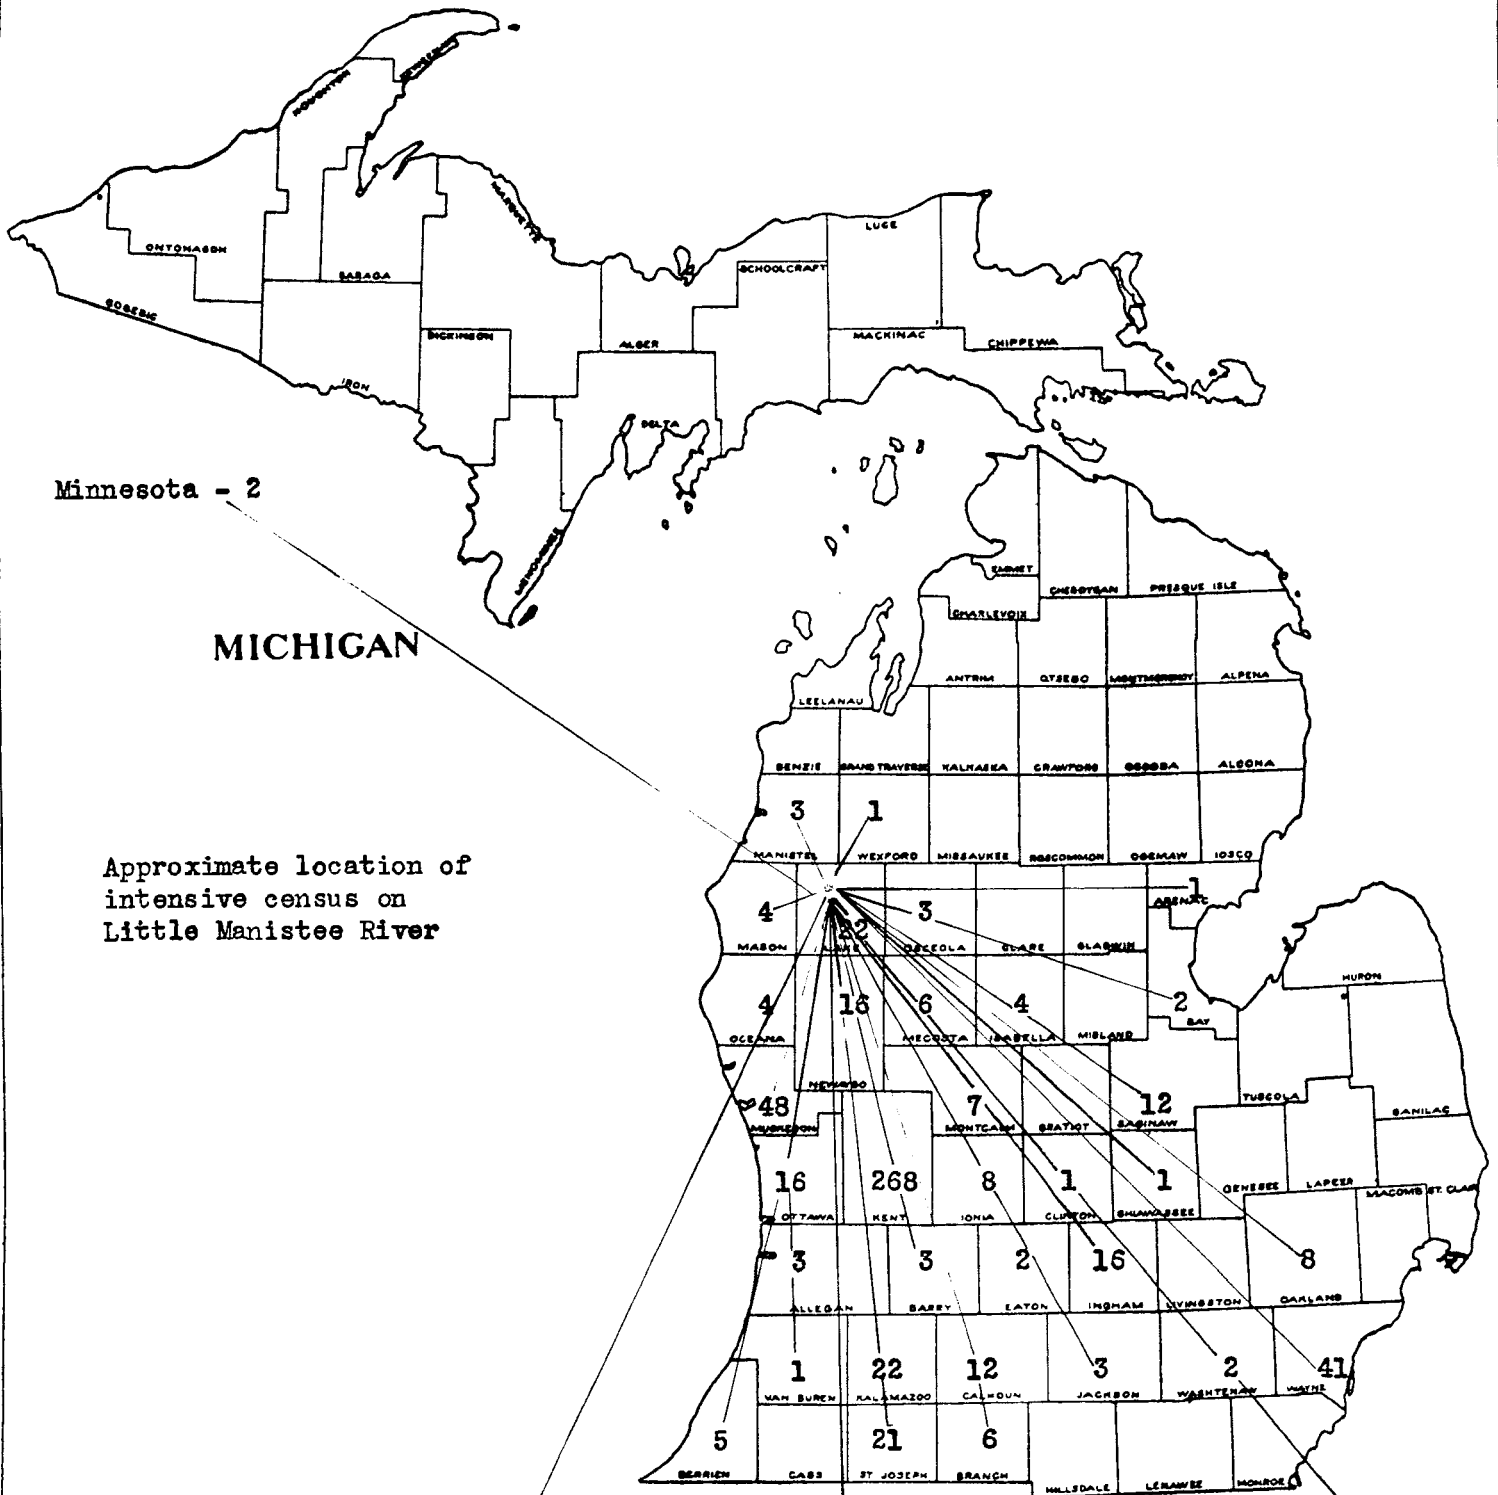 KEWEENAW
HOUGHTON
MARQUETTE
LUCE
ONTONAGON
BARAGA
SCHOOLCRAFT
GOGEBIC
DICKINSON
ALGER
MACKINAC
CHIPPEWA
IRON
DELTA
Minnesota - 2
MENOMINEE
EMMET
CHEBOYGAN
PRESQUE ISLE
CHARLEVOIX
MICHIGAN
ANTRIM
OTSEGO
MONTMORENCY
ALPENA
LEELANAU
BENZIE
GRAND TRAVERSE
KALKASKA
CRAWFORD
OSCODA
ALCONA
3
1
MANISTEE
WEXFORD
MISSAUKEE
ROSCOMMON
OGEMAW
IOSCO
Approximate location of
intensive census on
Little Manistee River
1
ARENAC
4
22
3
MASON
LAKE
OSCEOLA
CLARE
GLADWIN
HURON
4
16
6
4
2
BAY
OCEANA
MECOSTA
ISABELLA
MIDLAND
NEWAYGO
TUSCOLA
SANILAC
48
7
12
MUSKEGON
MONTCALM
GRATIOT
SAGINAW
16
268
8
1
1
GENESEE
LAPEER
MACOMB
ST. CLAIR
OTTAWA
KENT
IONIA
CLINTON
SHIAWASSEE
3
3
2
16
8
ALLEGAN
BARRY
EATON
INGHAM
LIVINGSTON
OAKLAND
1
22
12
3
2
41
VAN BUREN
KALAMAZOO
CALHOUN
JACKSON
WASHTENAW
WAYNE
5
21
6
BERRIEN
CASS
ST JOSEPH
BRANCH
HILLSDALE
LENAWEE
MONROE